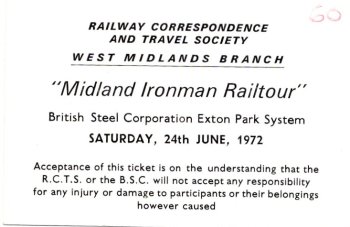 GO
RAILWAY CORRESPONDENCE
AND TRAVEL SOCIETY
WEST MIDLANDS BRANCH
"Midland Ironman Railtour"
British Steel Corporation Exton Park System
SATURDAY, 24th JUNE, 1972
Acceptance of this ticket is on the understanding that the
R.C.T.S. or the B.S.C. will not accept any responsibility
for any injury or damage to participants or their belongings
however caused